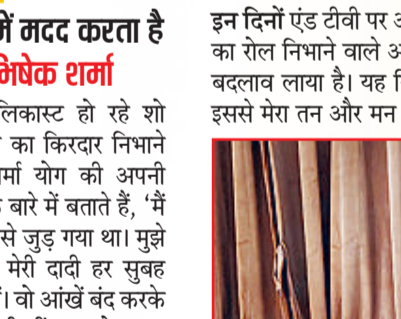 में मदद करता है
भिषेक शर्मा
लिकास्ट हो रहे शो
का किरदार निभाने
र्मा योग की अपनी
बारे में बताते हैं, ‘मैं
से जुड़ गया था। मुझे
मेरी दादी हर सुबह
। वो आंखें बंद करके
इन दिनों एंड टीवी पर
का रोल निभाने वाले
बदलाव लाया है। यह
इससे मेरा तन और मन